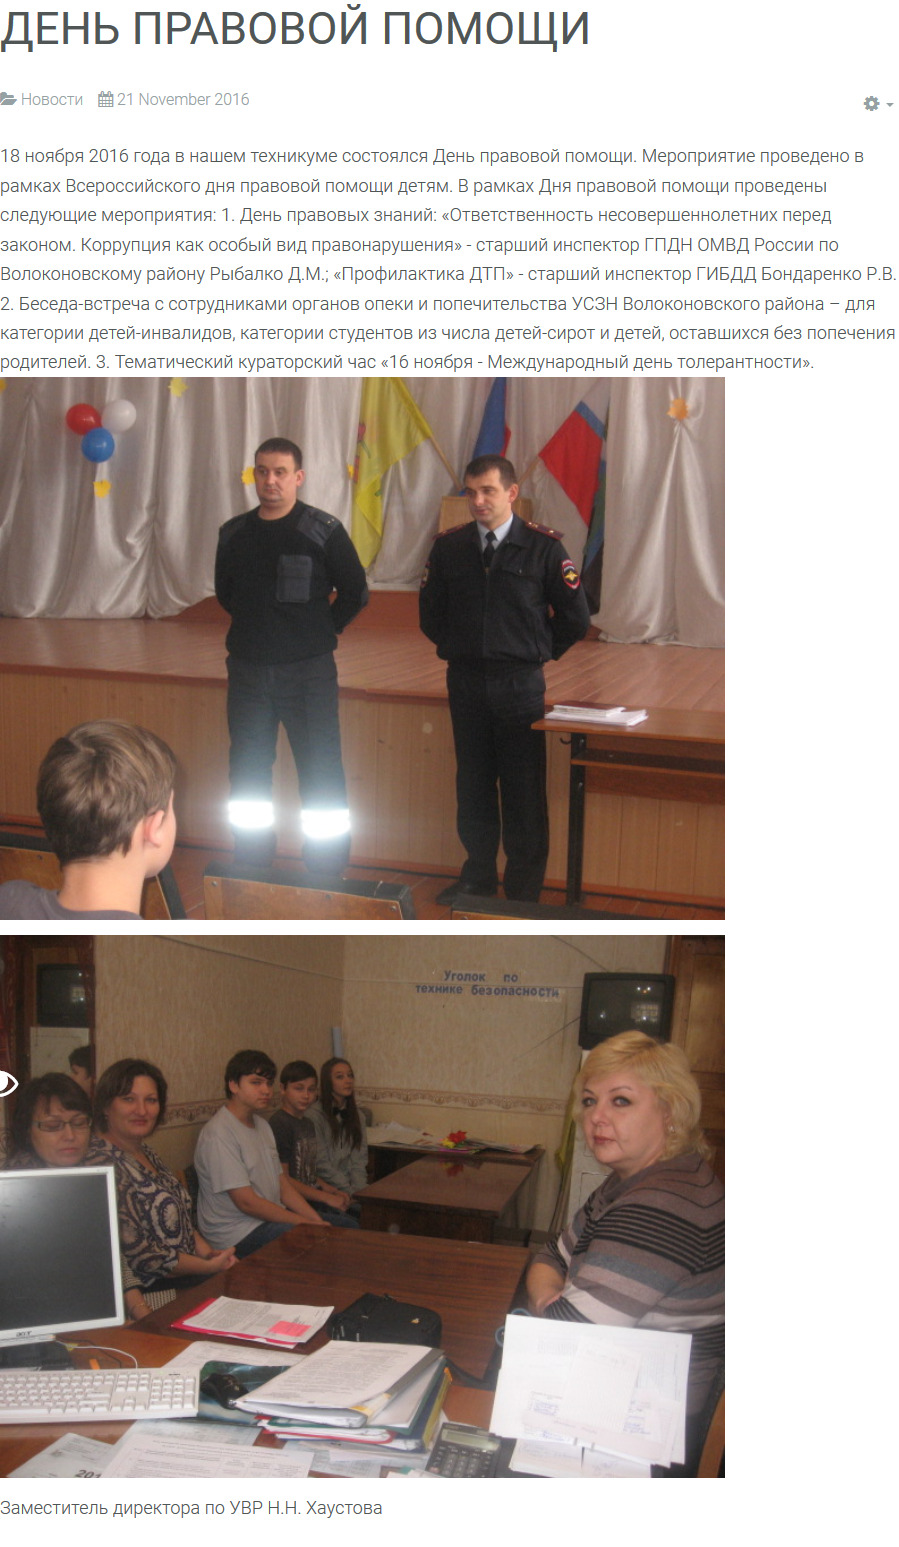 ДЕНЬ ПРАВОВОЙ ПОМОЩИ
Новости 21 November 2016
18 ноября 2016 года в нашем техникуме состоялся День правовой помощи. Мероприятие проведено в
рамках Всероссийского дня правовой помощи детям. В рамках Дня правовой помощи проведены
следующие мероприятия: 1. День правовых знаний: «Ответственность несовершеннолетних перед
законом. Коррупция как особый вид правонарушения» - старший инспектор ГПДН ОМВД России по
Волоконовскому району Рыбалко Д.М.; «Профилактика ДТП» - старший инспектор ГИБДД Бондаренко Р.В.
2. Беседа-встреча с сотрудниками органов опеки и попечительства УСЗН Волоконовского района – для
категории детей-инвалидов, категории студентов из числа детей-сирот и детей, оставшихся без попечения
родителей. 3. Тематический кураторский час «16 ноября - Международный день толерантности».
Уголок по
технике безопасности
acer
201
Заместитель директора по УВР Н.Н. Хаустова